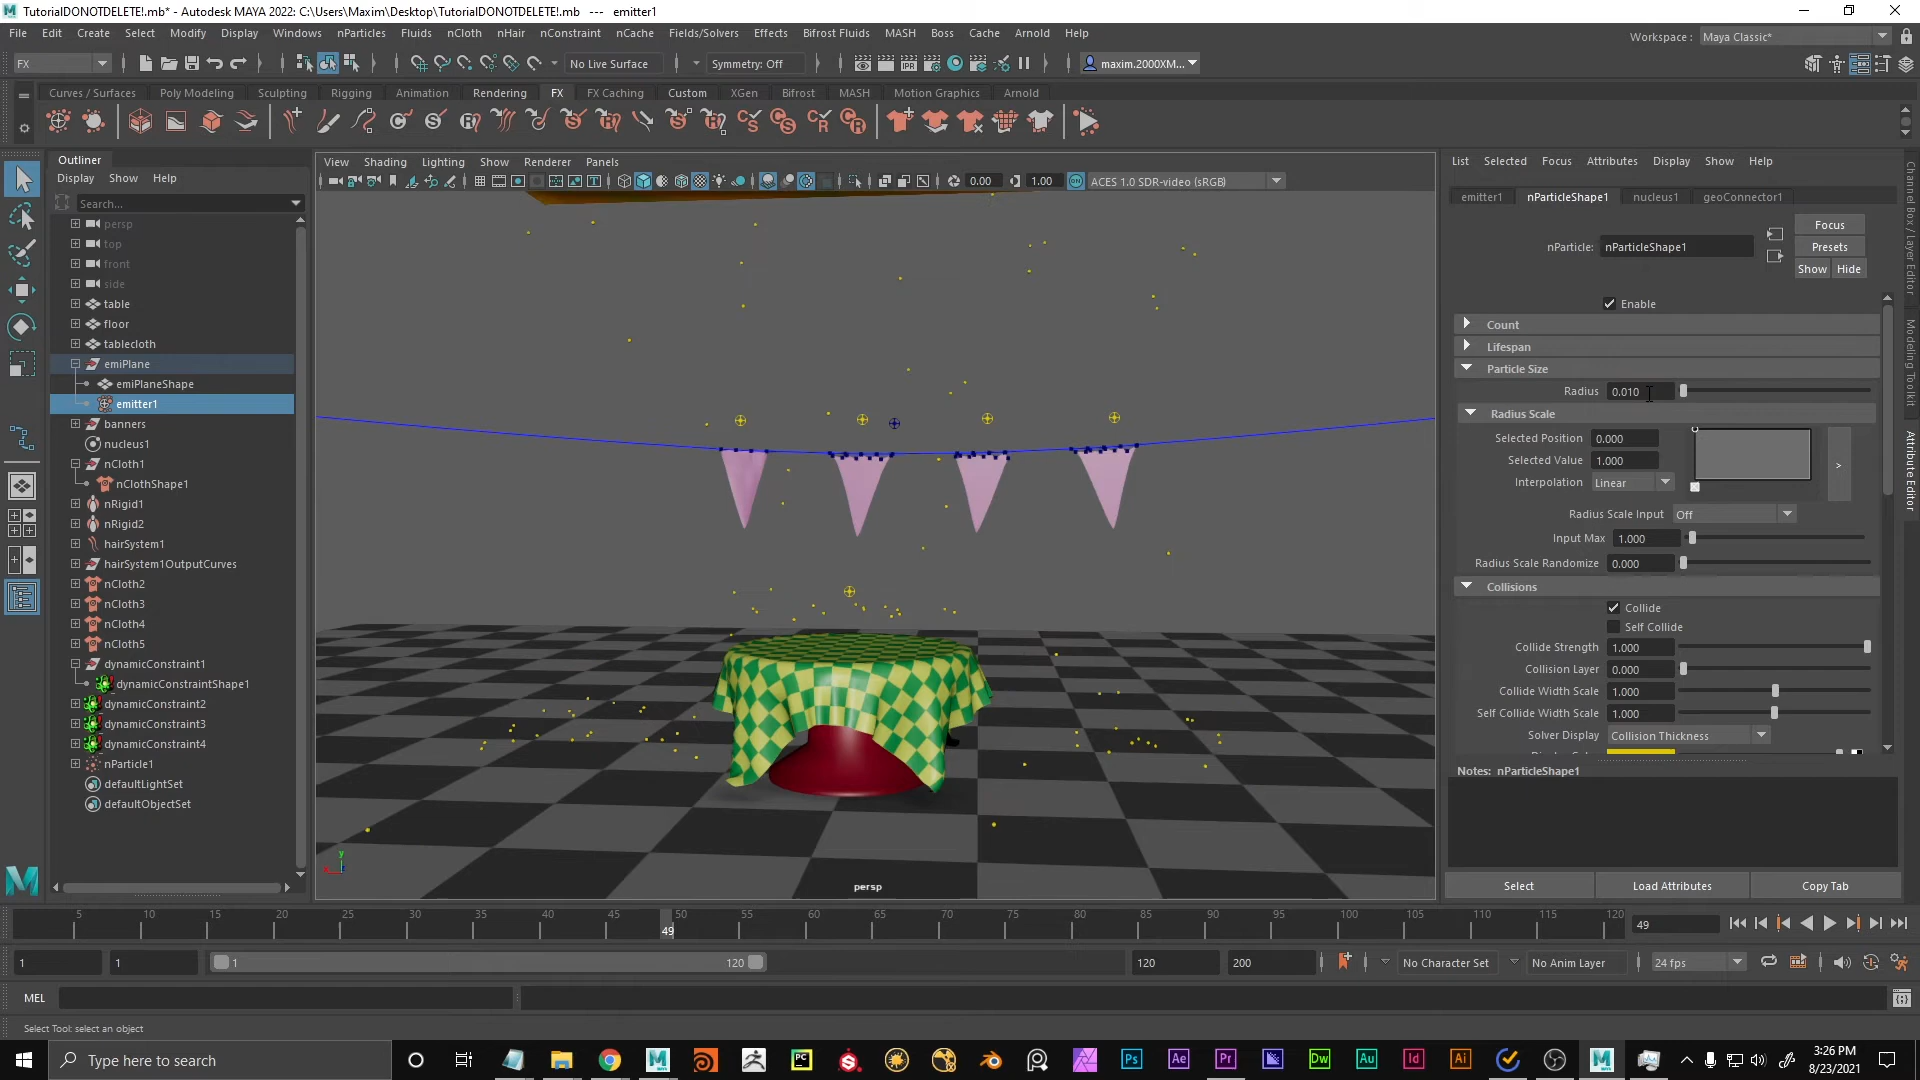 TutorialDONOTDELETE!.mb* - Autodesk MAYA 2022: C:\Users\Maxim\Desktop\TutorialDONOTDELETE!.mb --- emitter1
File Edit Create Select Modify Display Windows nParticles Fluids nCloth nHair nConstraint nCache Fields/Solvers Effects Bifrost Fluids MASH Boss Cache Arnold Help
Workspace : Maya Classic*
FX No Live Surface Symmetry: Off maxim.2000XM...
Curves / Surfaces Poly Modeling Sculpting Rigging Animation Rendering FX FX Caching Custom XGen Bifrost MASH Motion Graphics Arnold
Outliner
Display Show Help
Search...
persp
top
front
side
table
floor
tablecloth
emiPlane
emiPlaneShape
emitter1
banners
nucleus1
nCloth1
nClothShape1
nRigid1
nRigid2
hairSystem1
hairSystem1OutputCurves
nCloth2
nCloth3
nCloth4
nCloth5
dynamicConstraint1
dynamicConstraintShape1
dynamicConstraint2
dynamicConstraint3
dynamicConstraint4
nParticle1
defaultLightSet
defaultObjectSet
View Shading Lighting Show Renderer Panels
0.00 1.00 ACES 1.0 SDR-video (sRGB)
persp
List Selected Focus Attributes Display Show Help
emitter1 nParticleShape1 nucleus1 geoConnector1
Focus
nParticle: nParticleShape1 Presets
Show Hide
Enable
Count
Lifespan
Particle Size
Radius 0.010
Radius Scale
Selected Position 0.000
Selected Value 1.000
>
Interpolation Linear
Radius Scale Input Off
Input Max 1.000
Radius Scale Randomize 0.000
Collisions
Collide
Self Collide
Collide Strength 1.000
Collision Layer 0.000
Collide Width Scale 1.000
Self Collide Width Scale 1.000
Solver Display Collision Thickness
Notes: nParticleShape1
Select Load Attributes Copy Tab
Channel Box / Layer Editor
Modeling Toolkit
Attribute Editor
5 10 15 20 25 30 35 40 45 50 55 60 65 70 75 80 85 90 95 100 105 110 115 120
49 49
1 1 1 120 120 200 No Character Set No Anim Layer 24 fps
MEL
Select Tool: select an object
Type here to search
3:26 PM
8/23/2021